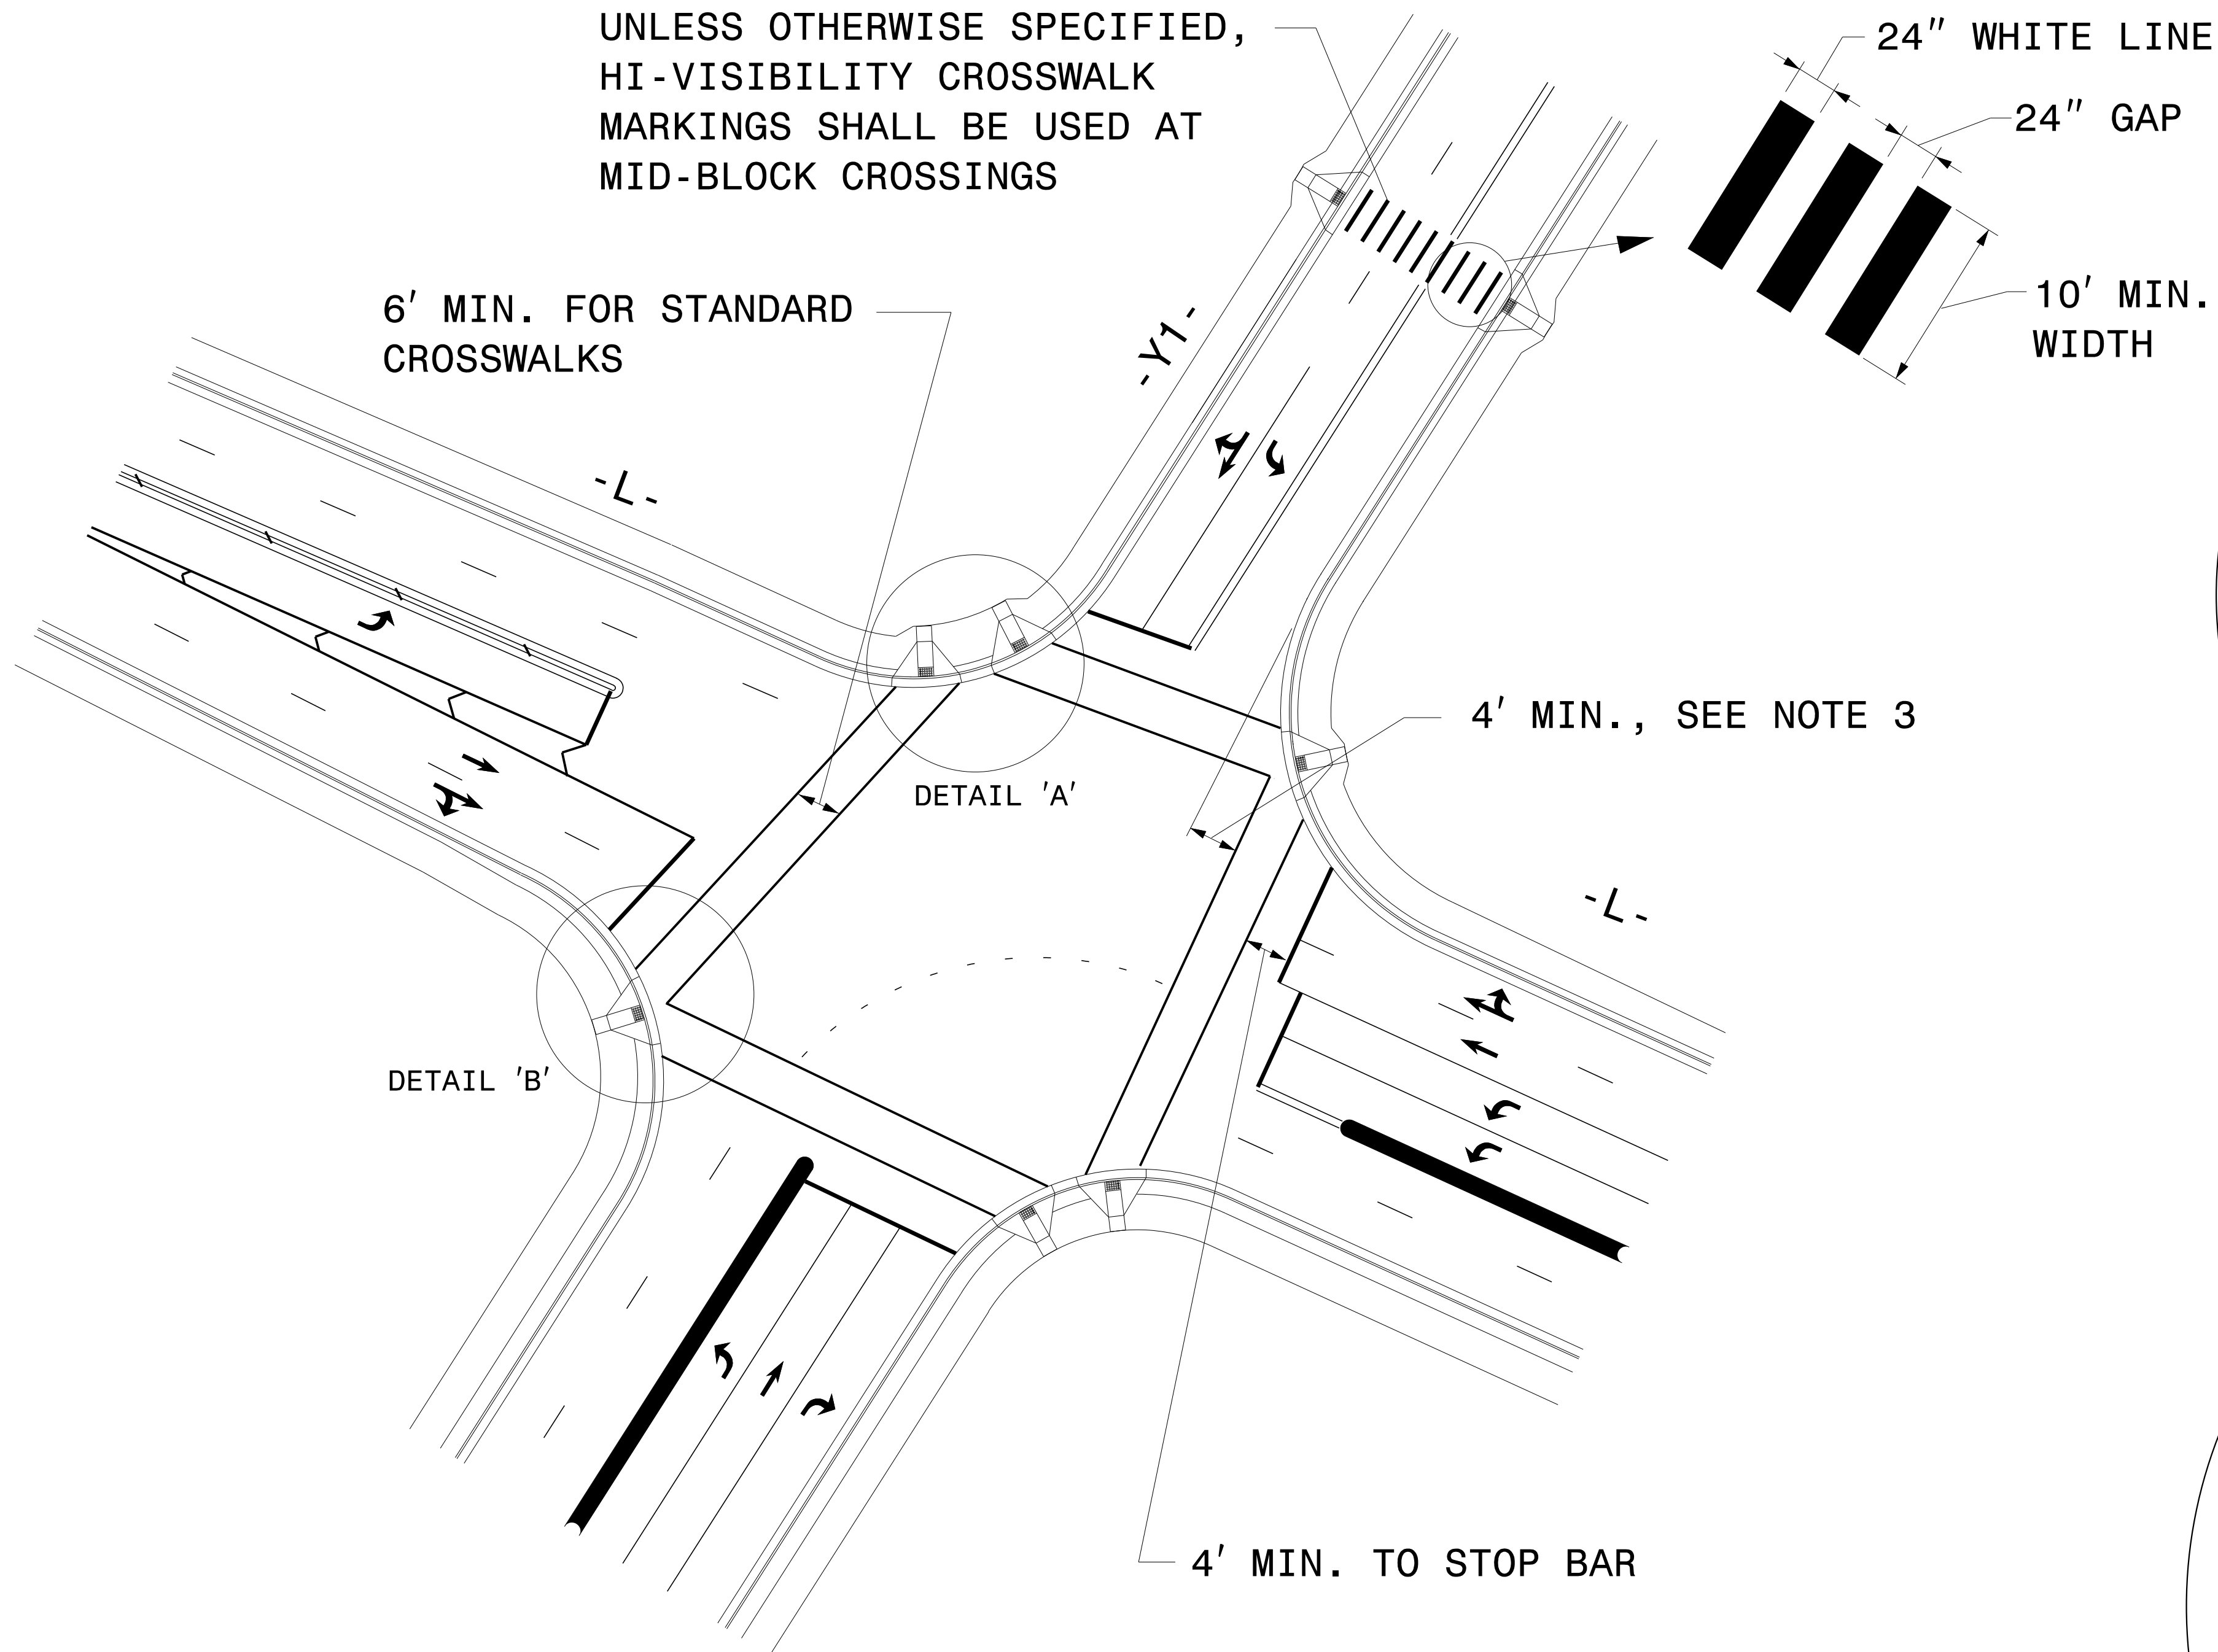 UNLESS OTHERWISE SPECIFIED,
HI-VISIBILITY CROSSWALK
MARKINGS SHALL BE USED AT
MID-BLOCK CROSSINGS
24" WHITE LINE
24" GAP
10' MIN.
WIDTH
6' MIN. FOR STANDARD
CROSSWALKS
-Y1-
-L-
4' MIN., SEE NOTE 3
DETAIL 'A'
-L-
DETAIL 'B'
4' MIN. TO STOP BAR